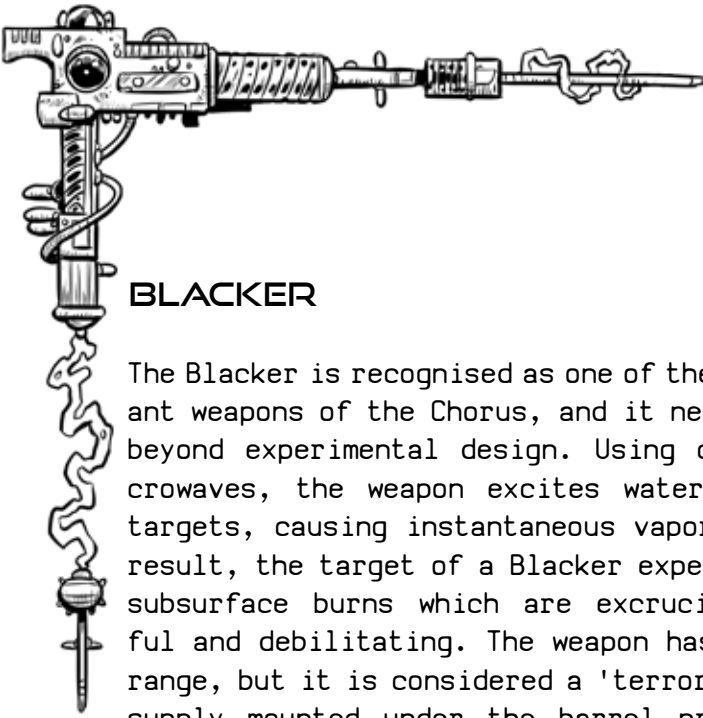 BLACKER
The Blacker is recognised as one of the
ant weapons of the Chorus, and it ne
beyond experimental design. Using
crowaves, the weapon excites water
targets, causing instantaneous vapor
result, the target of a Blacker expe
subsurface burns which are excruci
ful and debilitating. The weapon has
range, but it is considered a 'terror
supply mounted under the barrel pr